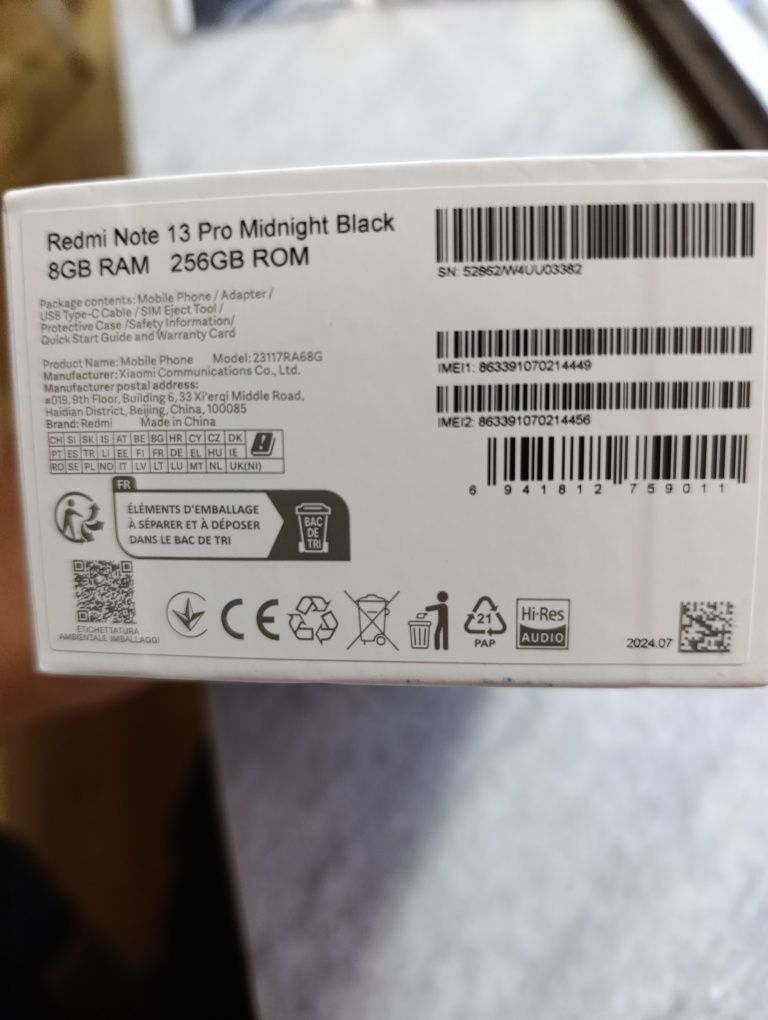 Redmi Note 13 Pro Midnight Black
8GB RAM 256GB ROM
Package contents: Mobile Phone / Adapter /
USB Type-C Cable / SIM Eject Tool /
Protective Case /Safety Information/
Quick Start Guide and Warranty Card
Product Name: Mobile Phone Model: 23117RA68G
Manufacturer: Xiaomi Communications Co., Ltd.
Manufacturer postal address:
#019, 9th Floor, Building 6, 33 Xi'erqi Middle Road,
Haidian District, Beijing, China, 100085
Brand: Redmi Made in China
CH SI SK IS AT BE BG HR CY CZ DK
PT ES TR LI EE FI FR DE EL HU IE
RO SE PL NO IT LV LT LU MT NL UK(NI)
FR
ÉLÉMENTS D'EMBALLAGE
À SÉPARER ET À DÉPOSER
DANS LE BAC DE TRI
BAC
DE
TRI
ETICHETTATURA
AMBIENTALE IMBALLAGGI
CE
21
PAP
Hi-Res
AUDIO
2024.07
SN: 52862/W4UU03382
IMEI1: 863391070214449
IMEI2: 863391070214456
6 941812 759011